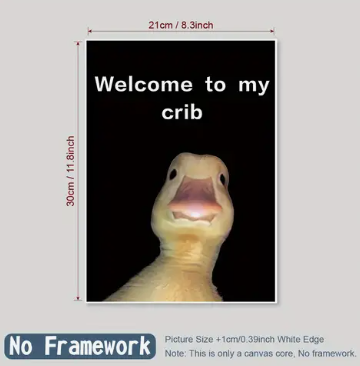 21cm / 8.3inch
Welcome to my
crib
30cm / 11.8inch
No Framework
Picture Size +1cm/0.39inch White Edge
Note: This is only a canvas core, No framework.